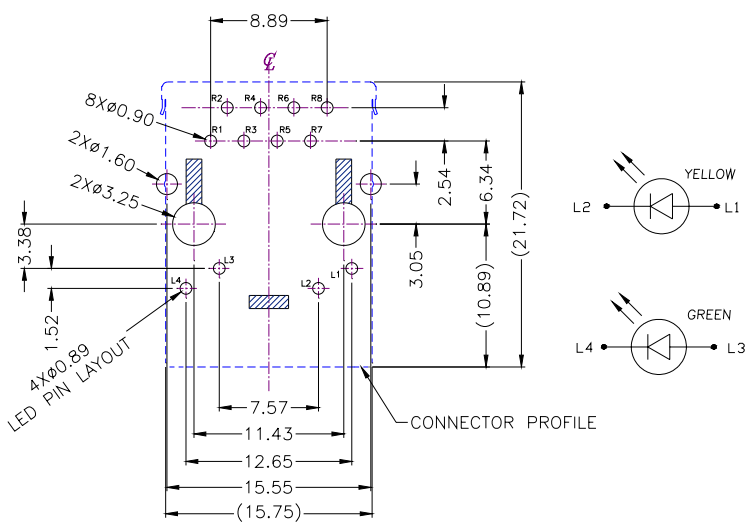 8.89
℄
R2 R4 R6 R8
8Xø0.90
R1 R3 R5 R7
2Xø1.60
2Xø3.25
2.54
6.34
(21.72)
YELLOW
L2 L1
3.38
3.05
(10.89)
L3 L1
L4 L2
1.52
GREEN
L4 L3
4Xø0.89
LED PIN LAYOUT
7.57
CONNECTOR PROFILE
11.43
12.65
15.55
(15.75)